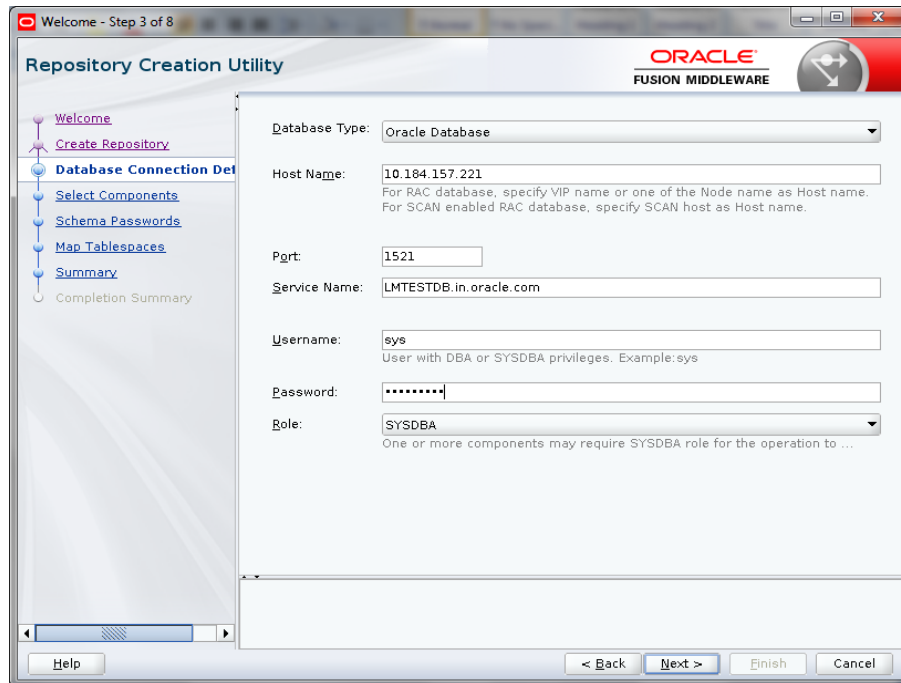 Welcome - Step 3 of 8
Repository Creation Utility
ORACLE
FUSION MIDDLEWARE
Welcome
Create Repository
Database Connection Det
Select Components
Schema Passwords
Map Tablespaces
Summary
Completion Summary
Database Type: Oracle Database
Host Name: 10.184.157.221
For RAC database, specify VIP name or one of the Node name as Host name.
For SCAN enabled RAC database, specify SCAN host as Host name.
Port: 1521
Service Name: LMTESTDB.in.oracle.com
Username: sys
User with DBA or SYSDBA privileges. Example:sys
Password: •••••••••
Role: SYSDBA
One or more components may require SYSDBA role for the operation to ...
Help
< Back Next > Finish Cancel